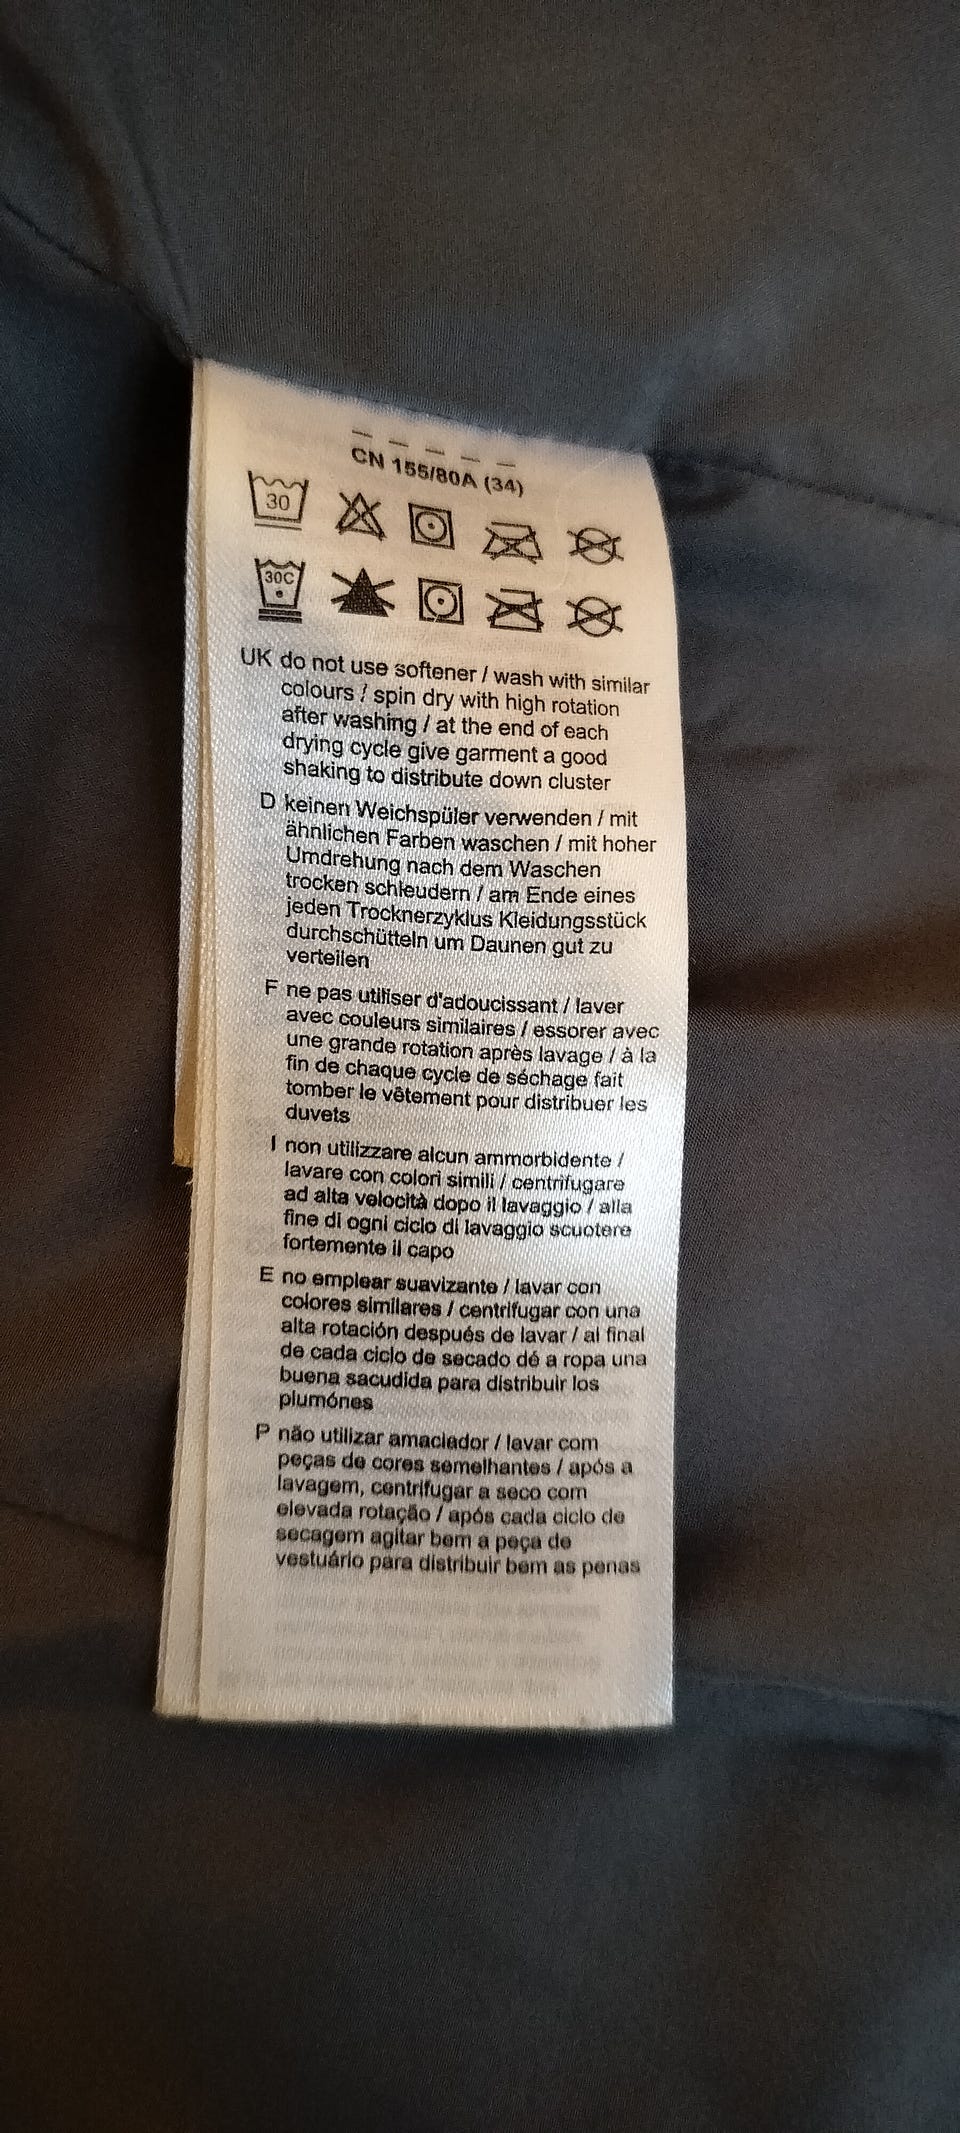 CN 155/80A (34)
30
30C
UK do not use softener / wash with similar
colours / spin dry with high rotation
after washing / at the end of each
drying cycle give garment a good
shaking to distribute down cluster
D keinen Weichspüler verwenden / mit
ähnlichen Farben waschen / mit hoher
Umdrehung nach dem Waschen
trocken schleudern / am Ende eines
jeden Trocknerzyklus Kleidungsstück
durchschütteln um Daunen gut zu
verteilen
F ne pas utiliser d'adoucissant / laver
avec couleurs similaires / essorer avec
une grande rotation après lavage / à la
fin de chaque cycle de séchage fait
tomber le vêtement pour distribuer les
duvets
I non utilizzare alcun ammorbidente /
lavare con colori simili / centrifugare
ad alta velocità dopo il lavaggio / alla
fine di ogni ciclo di lavaggio scuotere
fortemente il capo
E no emplear suavizante / lavar con
colores similares / centrifugar con una
alta rotación después de lavar / al final
de cada ciclo de secado dé a ropa una
buena sacudida para distribuir los
plumónes
P não utilizar amaciador / lavar com
peças de cores semelhantes / após a
lavagem, centrifugar a seco com
elevada rotação / após cada ciclo de
secagem agitar bem a peça de
vestuário para distribuir bem as penas